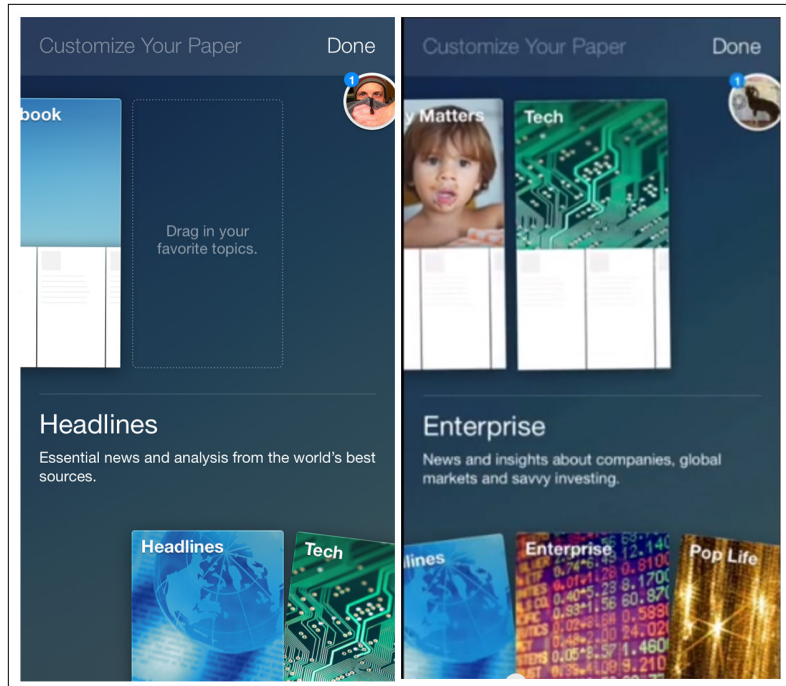 Customize Your Paper Done
1
book
Drag in your
favorite topics.
Headlines
Essential news and analysis from the world's best
sources.
Headlines
Tech
Customize Your Paper Done
1
y Matters
Tech
Enterprise
News and insights about companies, global
markets and savvy investing.
lines
Enterprise
Pop Life